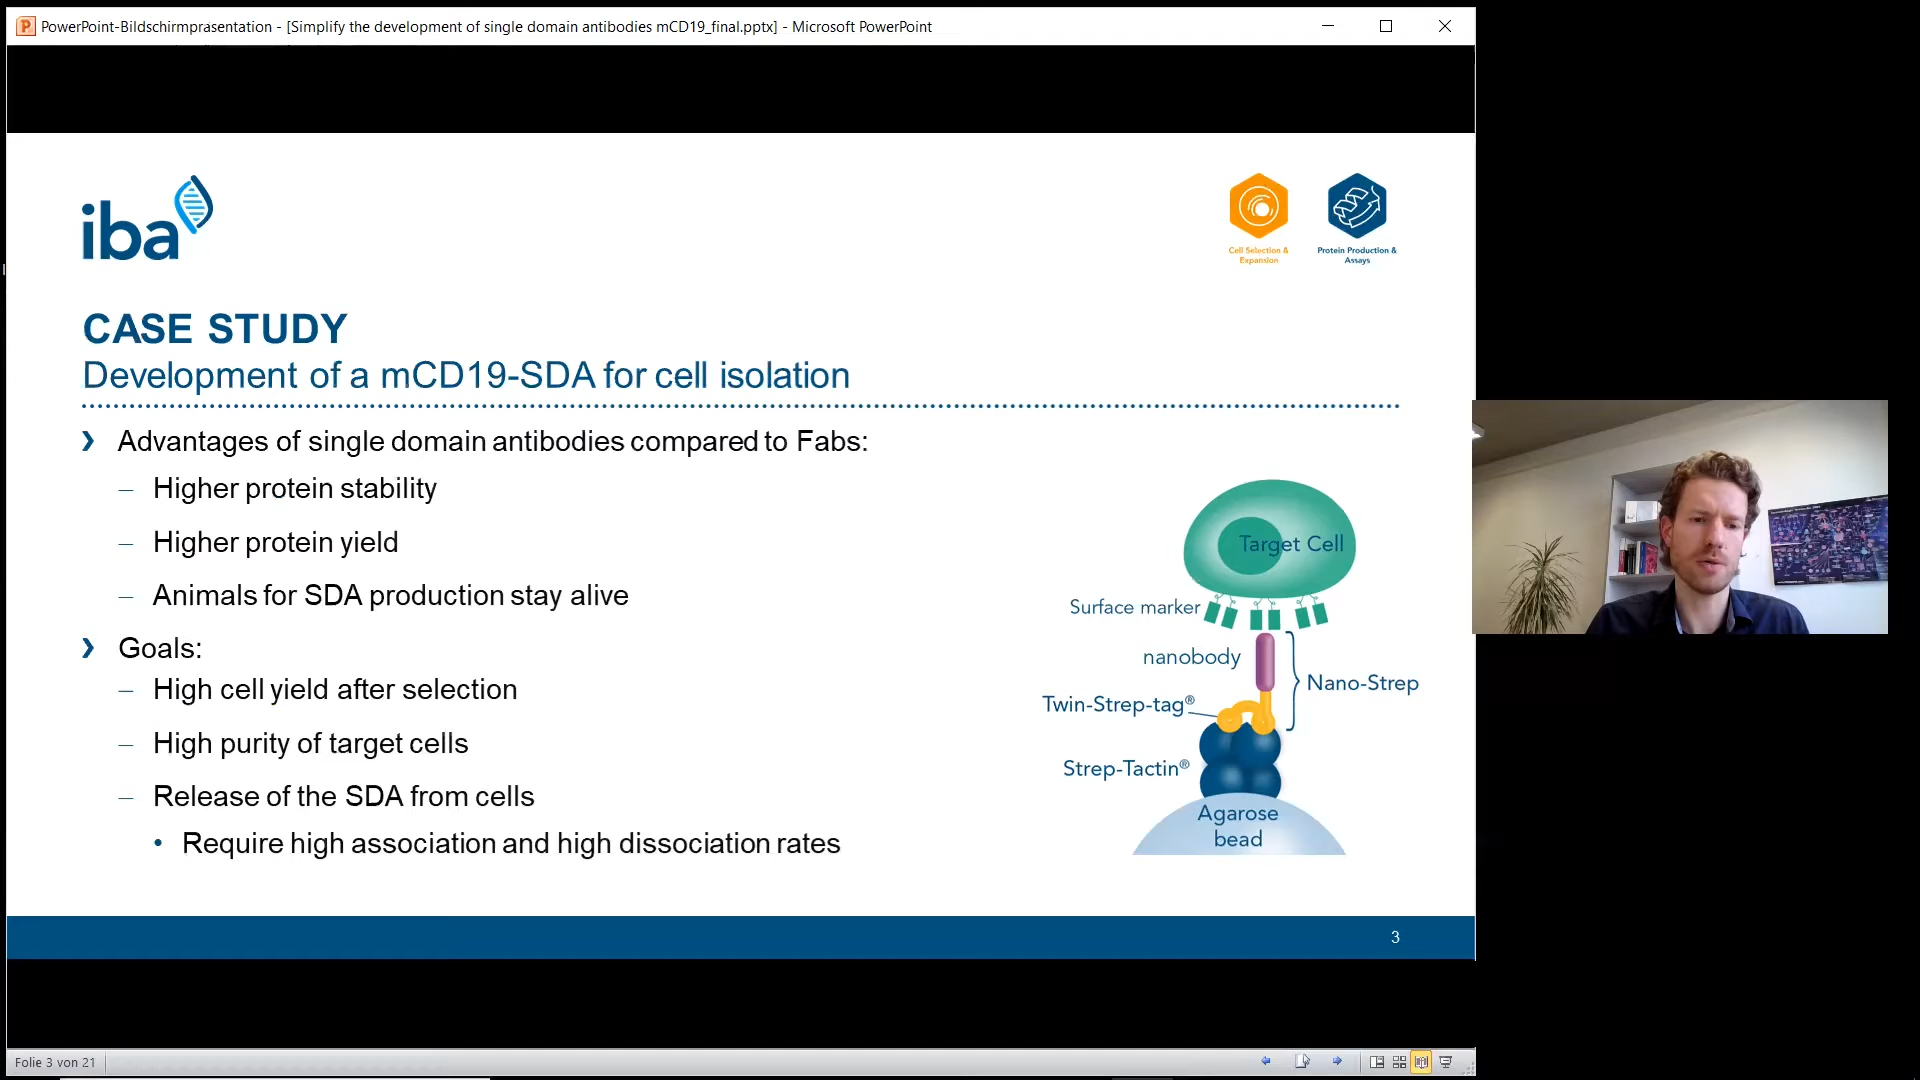 PowerPoint-Bildschirmpräsentation - [Simplify the development of single domain antibodies mCD19_final.pptx] - Microsoft PowerPoint
iba
Cell Selection &
Expansion
Protein Production &
Assays
CASE STUDY
Development of a mCD19-SDA for cell isolation
Advantages of single domain antibodies compared to Fabs:
– Higher protein stability
– Higher protein yield
– Animals for SDA production stay alive
Goals:
– High cell yield after selection
– High purity of target cells
– Release of the SDA from cells
• Require high association and high dissociation rates
Target Cell
Surface marker
nanobody
Nano-Strep
Twin-Strep-tag®
Strep-Tactin®
Agarose
bead
3
Folie 3 von 21